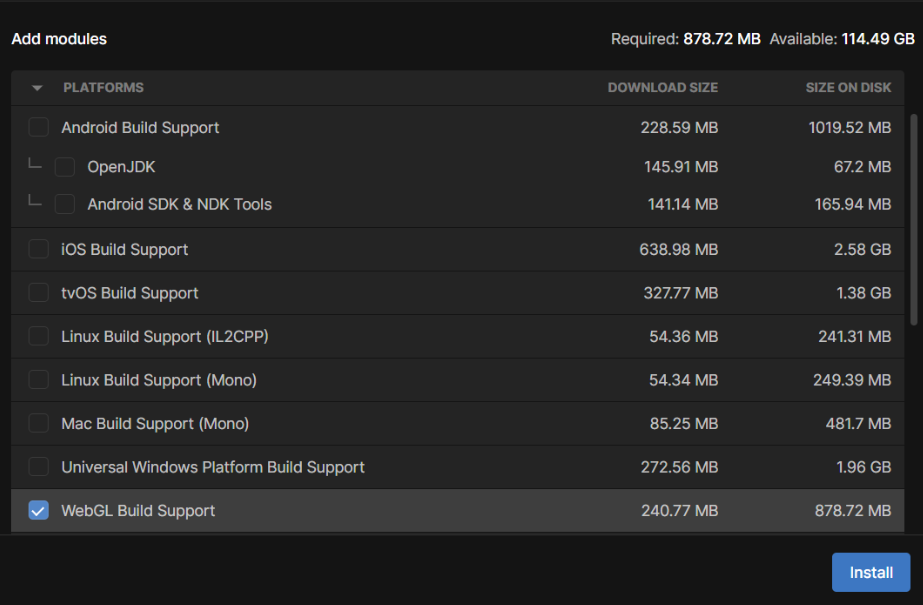 Add modules Required: 878.72 MB Available: 114.49 GB
PLATFORMS DOWNLOAD SIZE SIZE ON DISK
Android Build Support 228.59 MB 1019.52 MB
OpenJDK 145.91 MB 67.2 MB
Android SDK & NDK Tools 141.14 MB 165.94 MB
iOS Build Support 638.98 MB 2.58 GB
tvOS Build Support 327.77 MB 1.38 GB
Linux Build Support (IL2CPP) 54.36 MB 241.31 MB
Linux Build Support (Mono) 54.34 MB 249.39 MB
Mac Build Support (Mono) 85.25 MB 481.7 MB
Universal Windows Platform Build Support 272.56 MB 1.96 GB
WebGL Build Support 240.77 MB 878.72 MB
Install